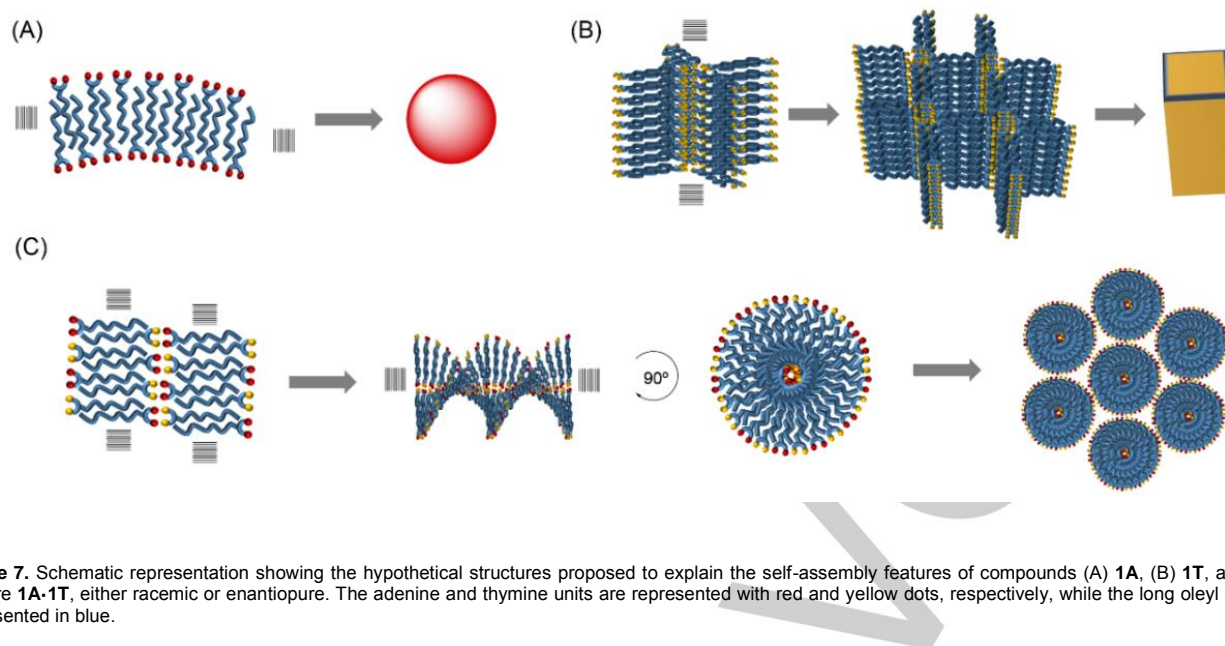 (A)
(B)
(C)
90º
e 7. Schematic representation showing the hypothetical structures proposed to explain the self-assembly features of compounds (A) 1A, (B) 1T, a
re 1A·1T, either racemic or enantiopure. The adenine and thymine units are represented with red and yellow dots, respectively, while the long oleyl
sented in blue.